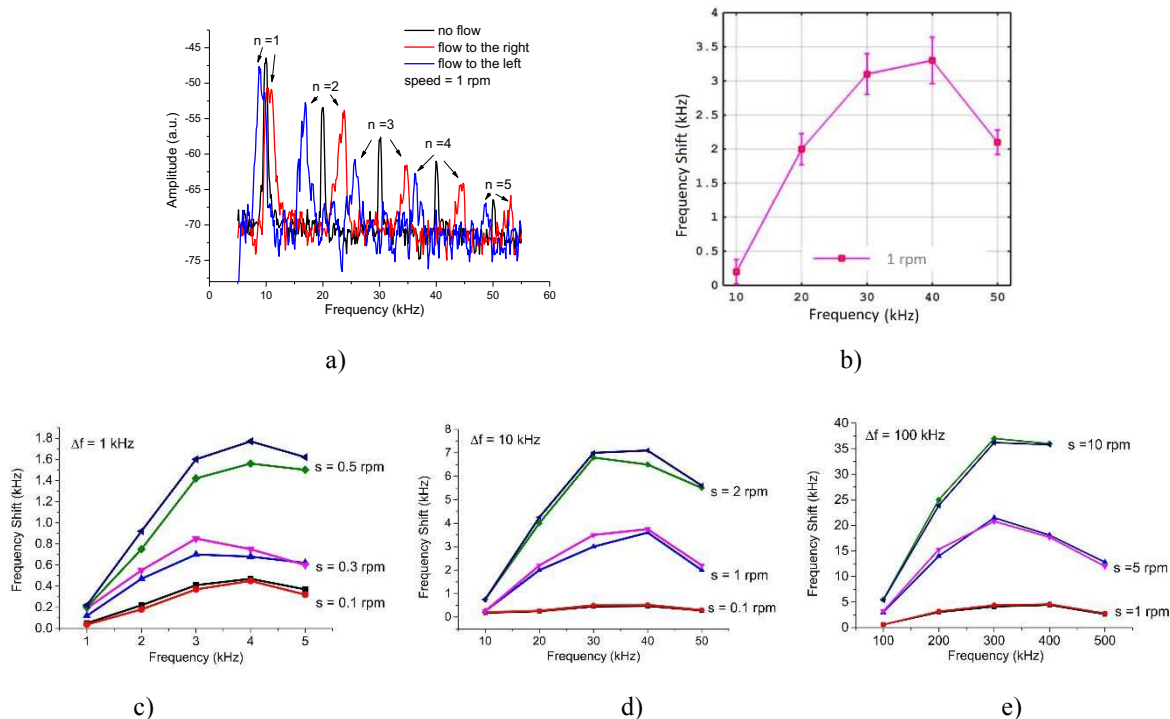 no flow
flow to the right
flow to the left
speed = 1 rpm
n =1
n =2
n =3
n =4
n =5
-45
-50
-55
-60
-65
-70
-75
Amplitude (a.u.)
0 10 20 30 40 50 60
Frequency (kHz)
a)
4
3.5
3
2.5
2
1.5
1
0.5
0
Frequency Shift (kHz)
1 rpm
10 20 30 40 50
Frequency (kHz)
b)
Δf = 1 kHz
1.8
1.6
1.4
1.2
1.0
0.8
0.6
0.4
0.2
0.0
Frequency Shift (kHz)
s = 0.5 rpm
s = 0.3 rpm
s = 0.1 rpm
1 2 3 4 5
Frequency (kHz)
c)
Δf = 10 kHz
8
7
6
5
4
3
2
1
0
Frequency Shift (kHz)
s = 2 rpm
s = 1 rpm
s = 0.1 rpm
10 20 30 40 50
Frequency (kHz)
d)
Δf = 100 kHz
40
35
30
25
20
15
10
5
0
Frequency Shift (kHz)
s =10 rpm
s =5 rpm
s =1 rpm
100 200 300 400 500
Frequency (kHz)
e)